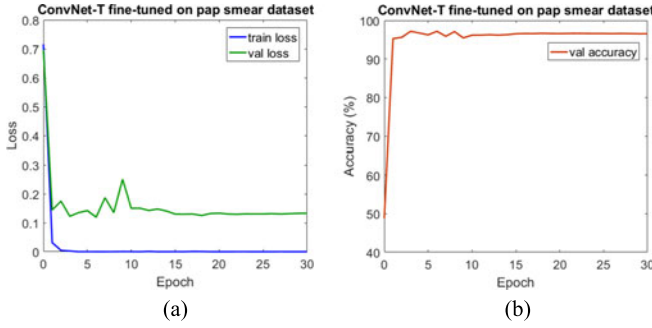 ConvNet-T fine-tuned on pap smear dataset
0.8
0.7
0.6
0.5
0.4
0.3
0.2
0.1
0
Loss
train loss
val loss
0 5 10 15 20 25 30
Epoch
(a)
ConvNet-T fine-tuned on pap smear dataset
100
90
80
70
60
50
40
Accuracy (%)
val accuracy
0 5 10 15 20 25 30
Epoch
(b)